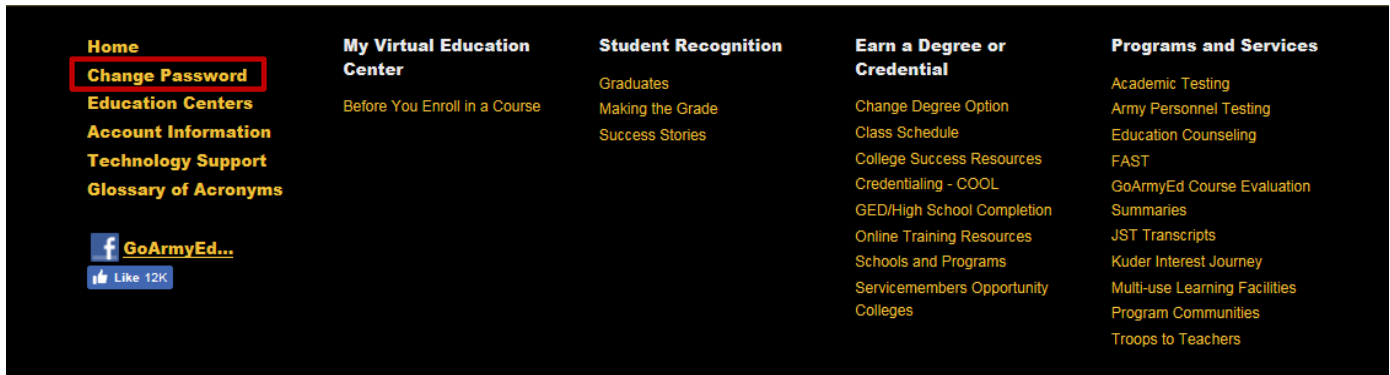 Home
Change Password
Education Centers
Account Information
Technology Support
Glossary of Acronyms
GoArmyEd...
Like 12K
My Virtual Education
Center
Before You Enroll in a Course
Student Recognition
Graduates
Making the Grade
Success Stories
Earn a Degree or
Credential
Change Degree Option
Class Schedule
College Success Resources
Credentialing - COOL
GED/High School Completion
Online Training Resources
Schools and Programs
Servicemembers Opportunity
Colleges
Programs and Services
Academic Testing
Army Personnel Testing
Education Counseling
FAST
GoArmyEd Course Evaluation
Summaries
JST Transcripts
Kuder Interest Journey
Multi-use Learning Facilities
Program Communities
Troops to Teachers